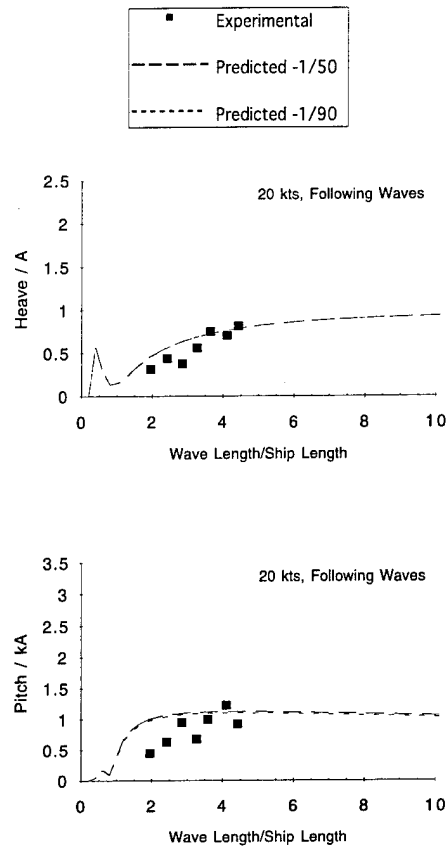 Experimental
Predicted -1/50
Predicted -1/90
20 kts, Following Waves
Heave / A
2.5
2
1.5
1
0.5
0
0 2 4 6 8 10
Wave Length/Ship Length
20 kts, Following Waves
Pitch / kA
3.5
3
2.5
2
1.5
1
0.5
0
0 2 4 6 8 10
Wave Length/Ship Length